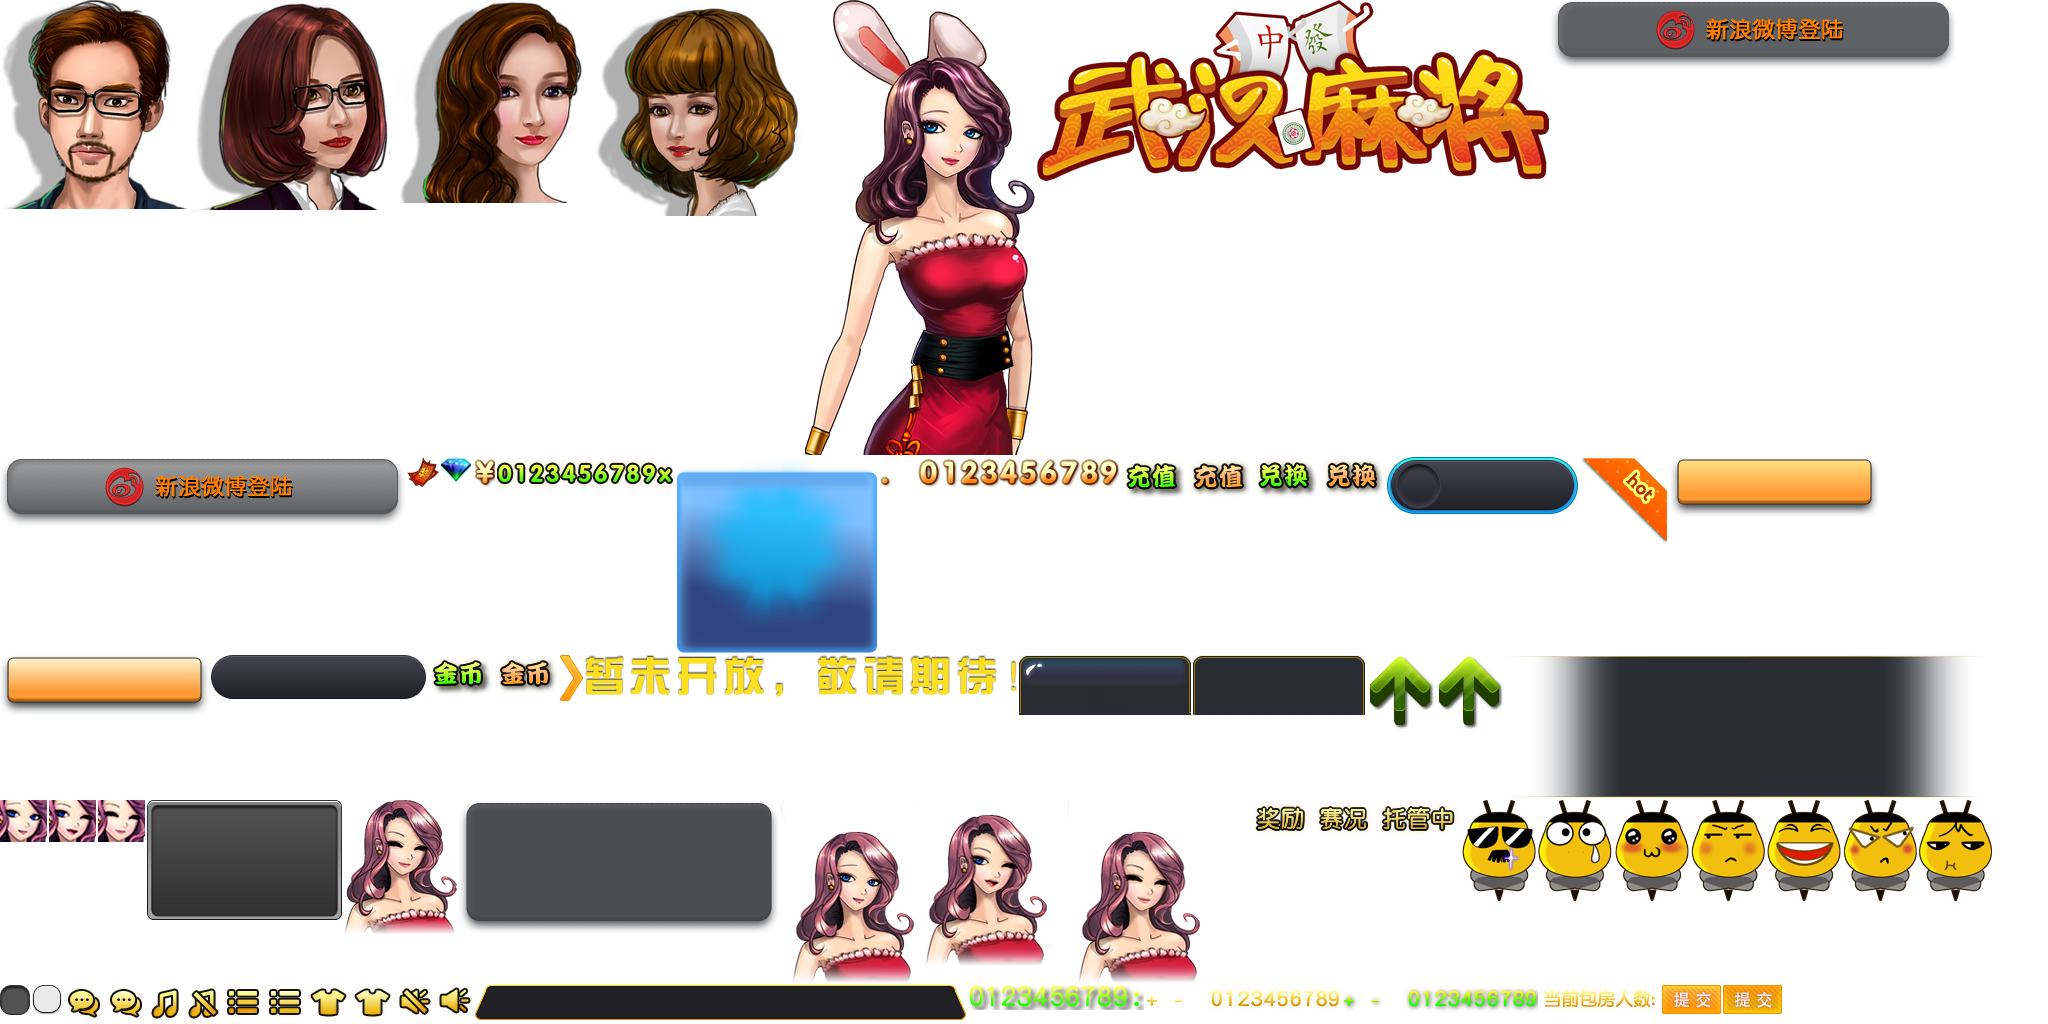 中 發
武汉麻将
新浪微博登陆
新浪微博登陆
¥0123456789x
.
0123456789
充值
充值
兑换
兑换
hot
金币
金币
暂未开放，敬请期待！
奖励
赛况
托管中
0123456789:+ -
0123456789+ -
0123456789
当前包房人数:
提交
提交